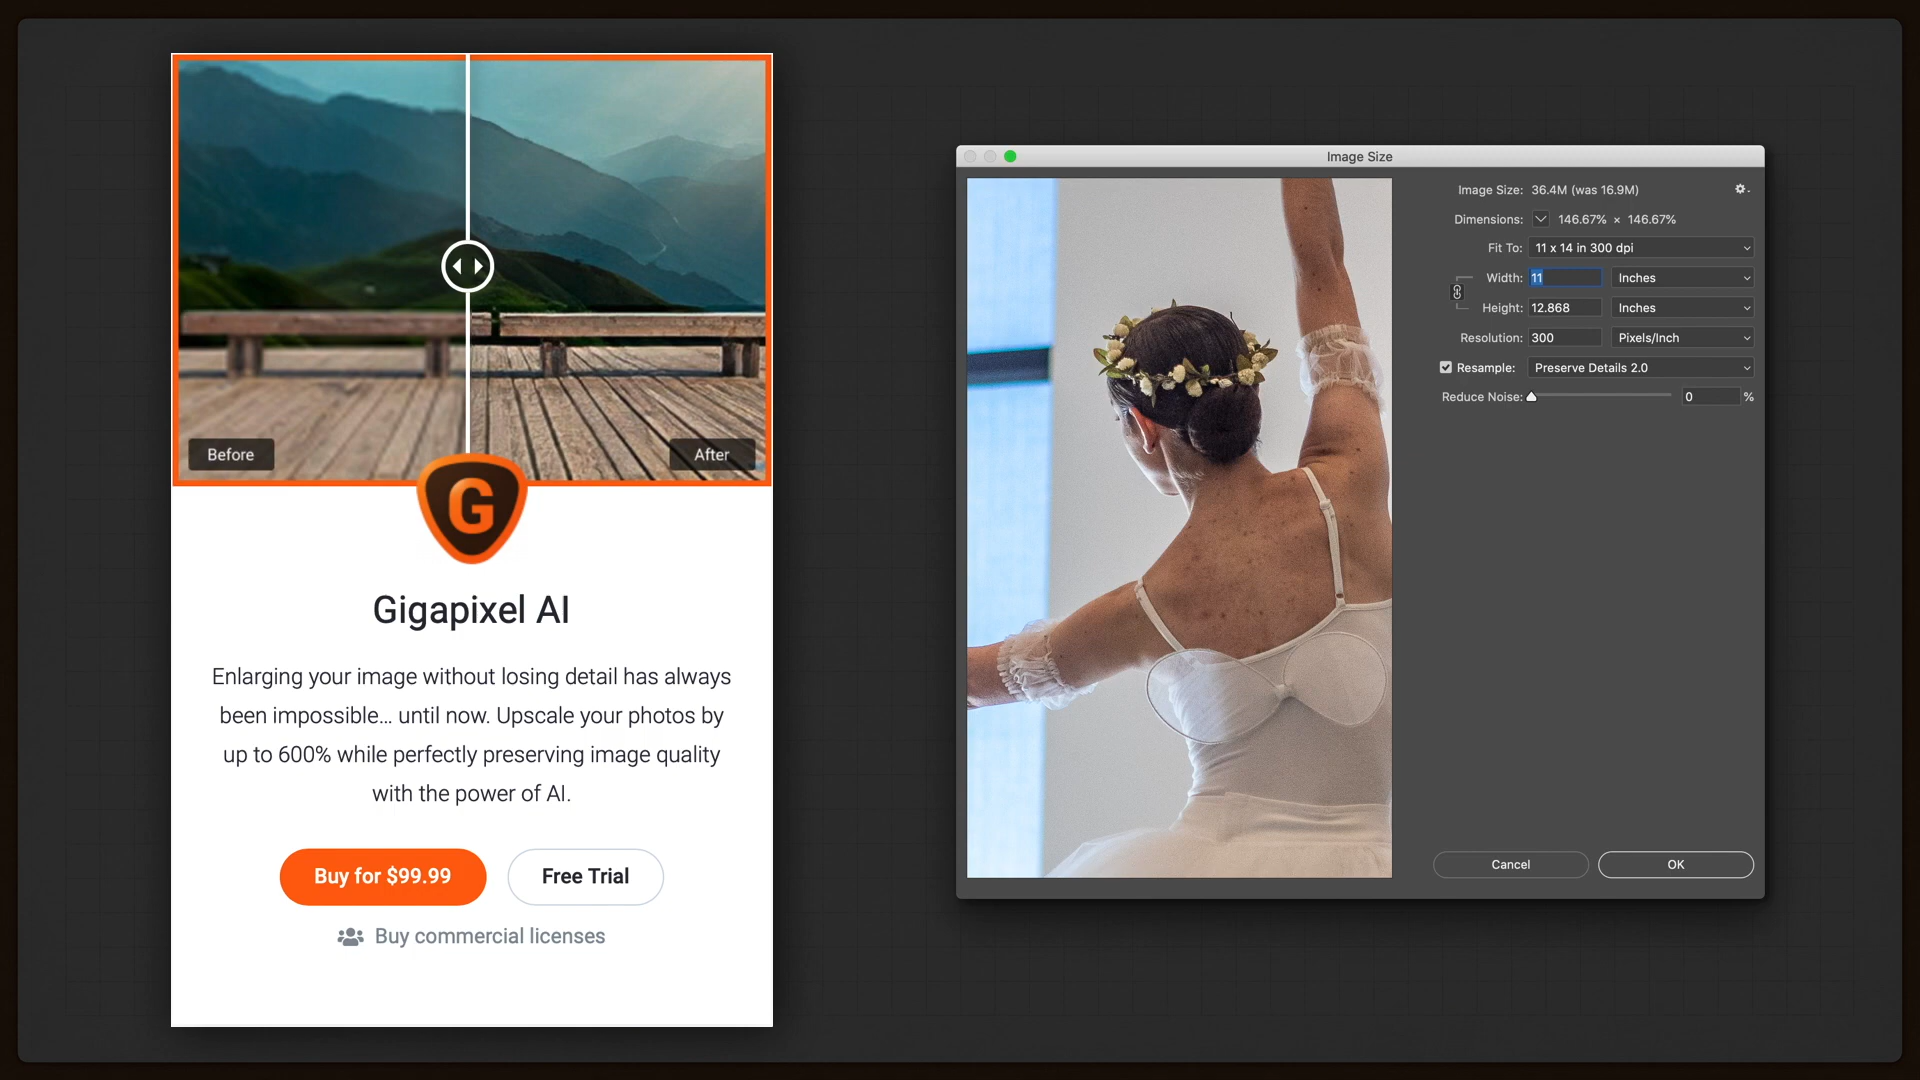 Before
After
G
Gigapixel AI
Enlarging your image without losing detail has always
been impossible... until now. Upscale your photos by
up to 600% while perfectly preserving image quality
with the power of AI.
Buy for $99.99
Free Trial
Buy commercial licenses
Image Size
Image Size: 36.4M (was 16.9M)
Dimensions: 146.67% × 146.67%
Fit To: 11 x 14 in 300 dpi
Width: 11 Inches
Height: 12.868 Inches
Resolution: 300 Pixels/Inch
Resample: Preserve Details 2.0
Reduce Noise: 0 %
Cancel
OK